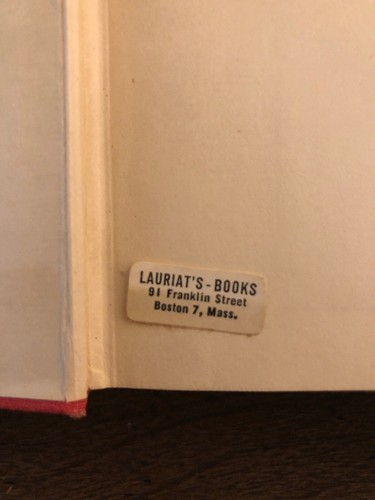 LAURIAT'S - BOOKS
91 Franklin Street
Boston 7, Mass.